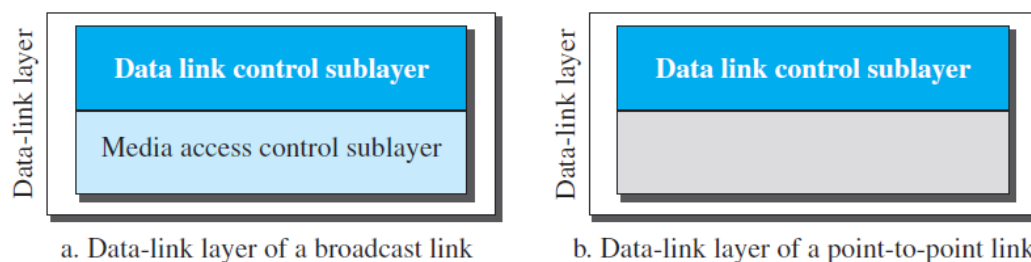 Data-link layer
Data link control sublayer
Media access control sublayer
a. Data-link layer of a broadcast link
Data-link layer
Data link control sublayer
b. Data-link layer of a point-to-point link